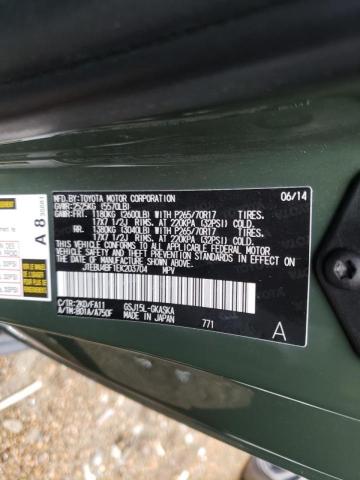 MFD.BY:TOYOTA MOTOR CORPORATION 06/14
GVWR:2525KG (5570LB)
GAWR:FRT. 1180KG (2600LB) WITH P265/70R17 TIRES,
17X7 1/2J RIMS, AT 220KPA (32PSI) COLD.
RR. 1380KG (3040LB) WITH P265/70R17 TIRES,
17X7 1/2J RIMS, AT 220KPA (32PSI) COLD.
THIS VEHICLE CONFORMS TO ALL APPLICABLE FEDERAL MOTOR
VEHICLE SAFETY AND THEFT PREVENTION STANDARDS IN
EFFECT ON THE DATE OF MANUFACTURE SHOWN ABOVE.
JTEBU4BF1EK203704 MPV
C/TR:2KD/FA11 GSJ15L-GKASKA
A/TM:B01A/A750F MADE IN JAPAN 771
A
A 8